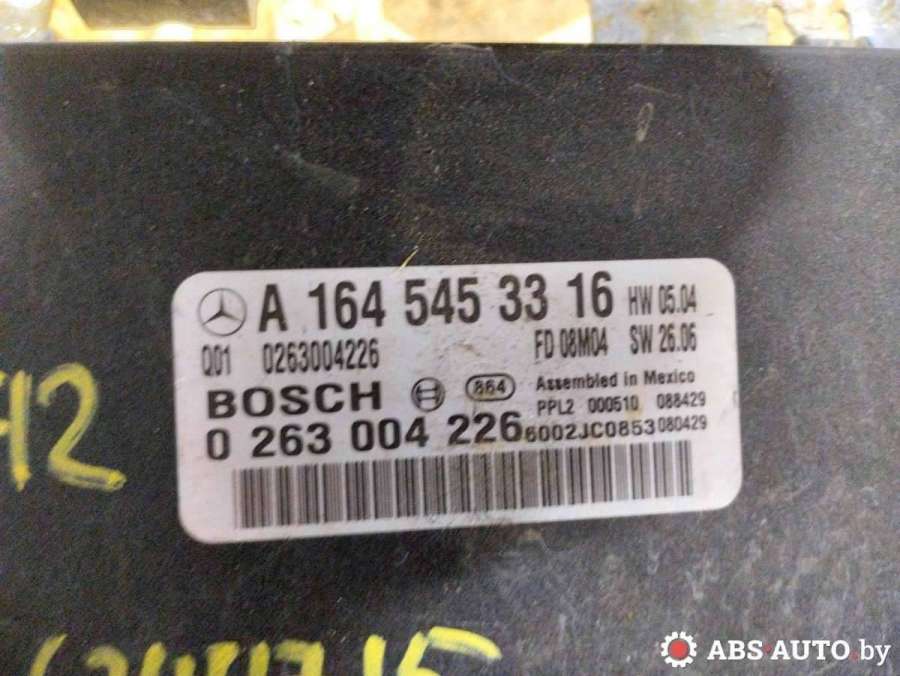 A 164 545 33 16 HW 05.04
Q01 0263004226 FD 08M04 SW 26.06
BOSCH 864 Assembled in Mexico
PPL2 000510 088429
0 263 004 226 6002JC0853 080429
ABS-AUTO.by